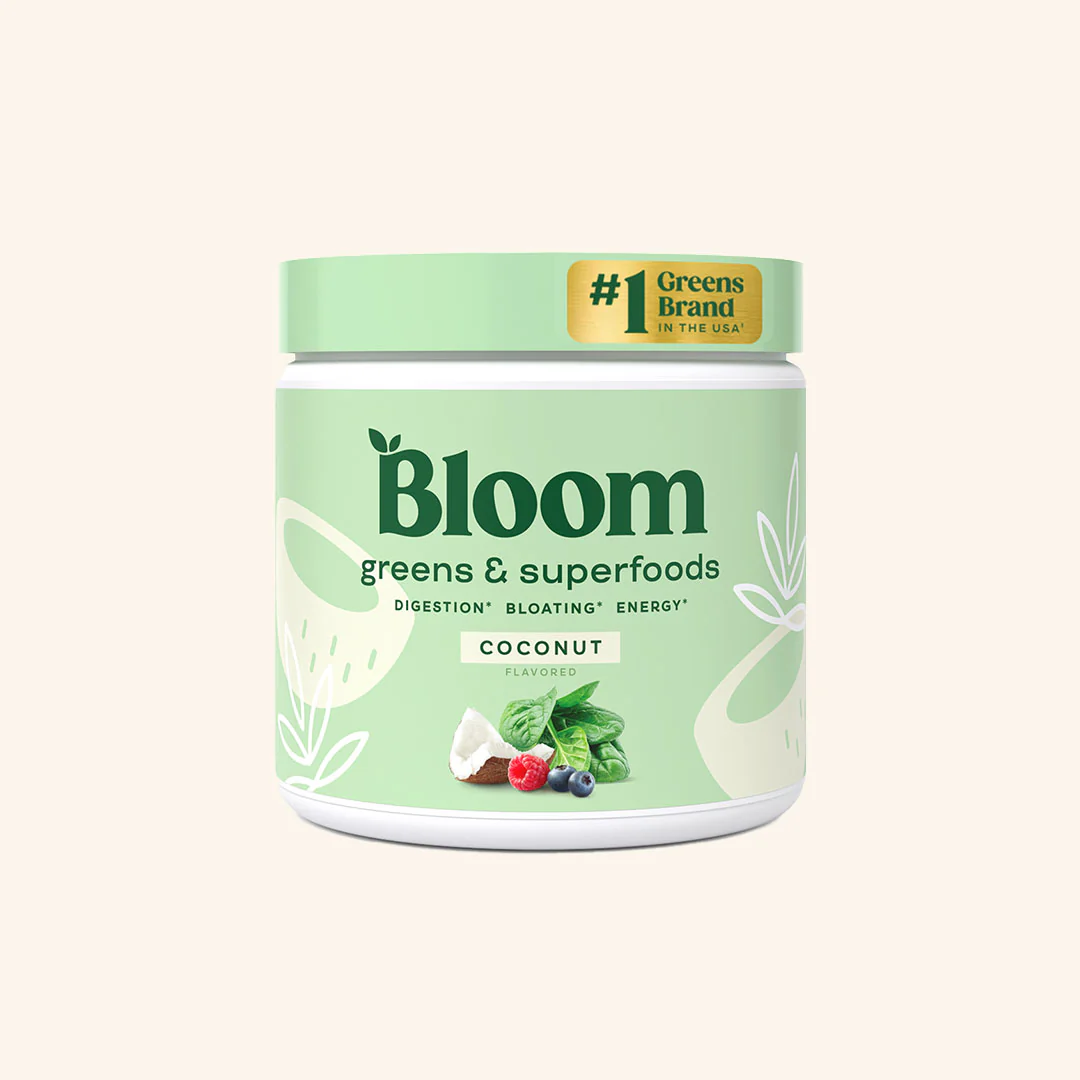 #1 Greens
Brand
IN THE USA†
Bloom
greens & superfoods
DIGESTION* BLOATING* ENERGY*
COCONUT
FLAVORED